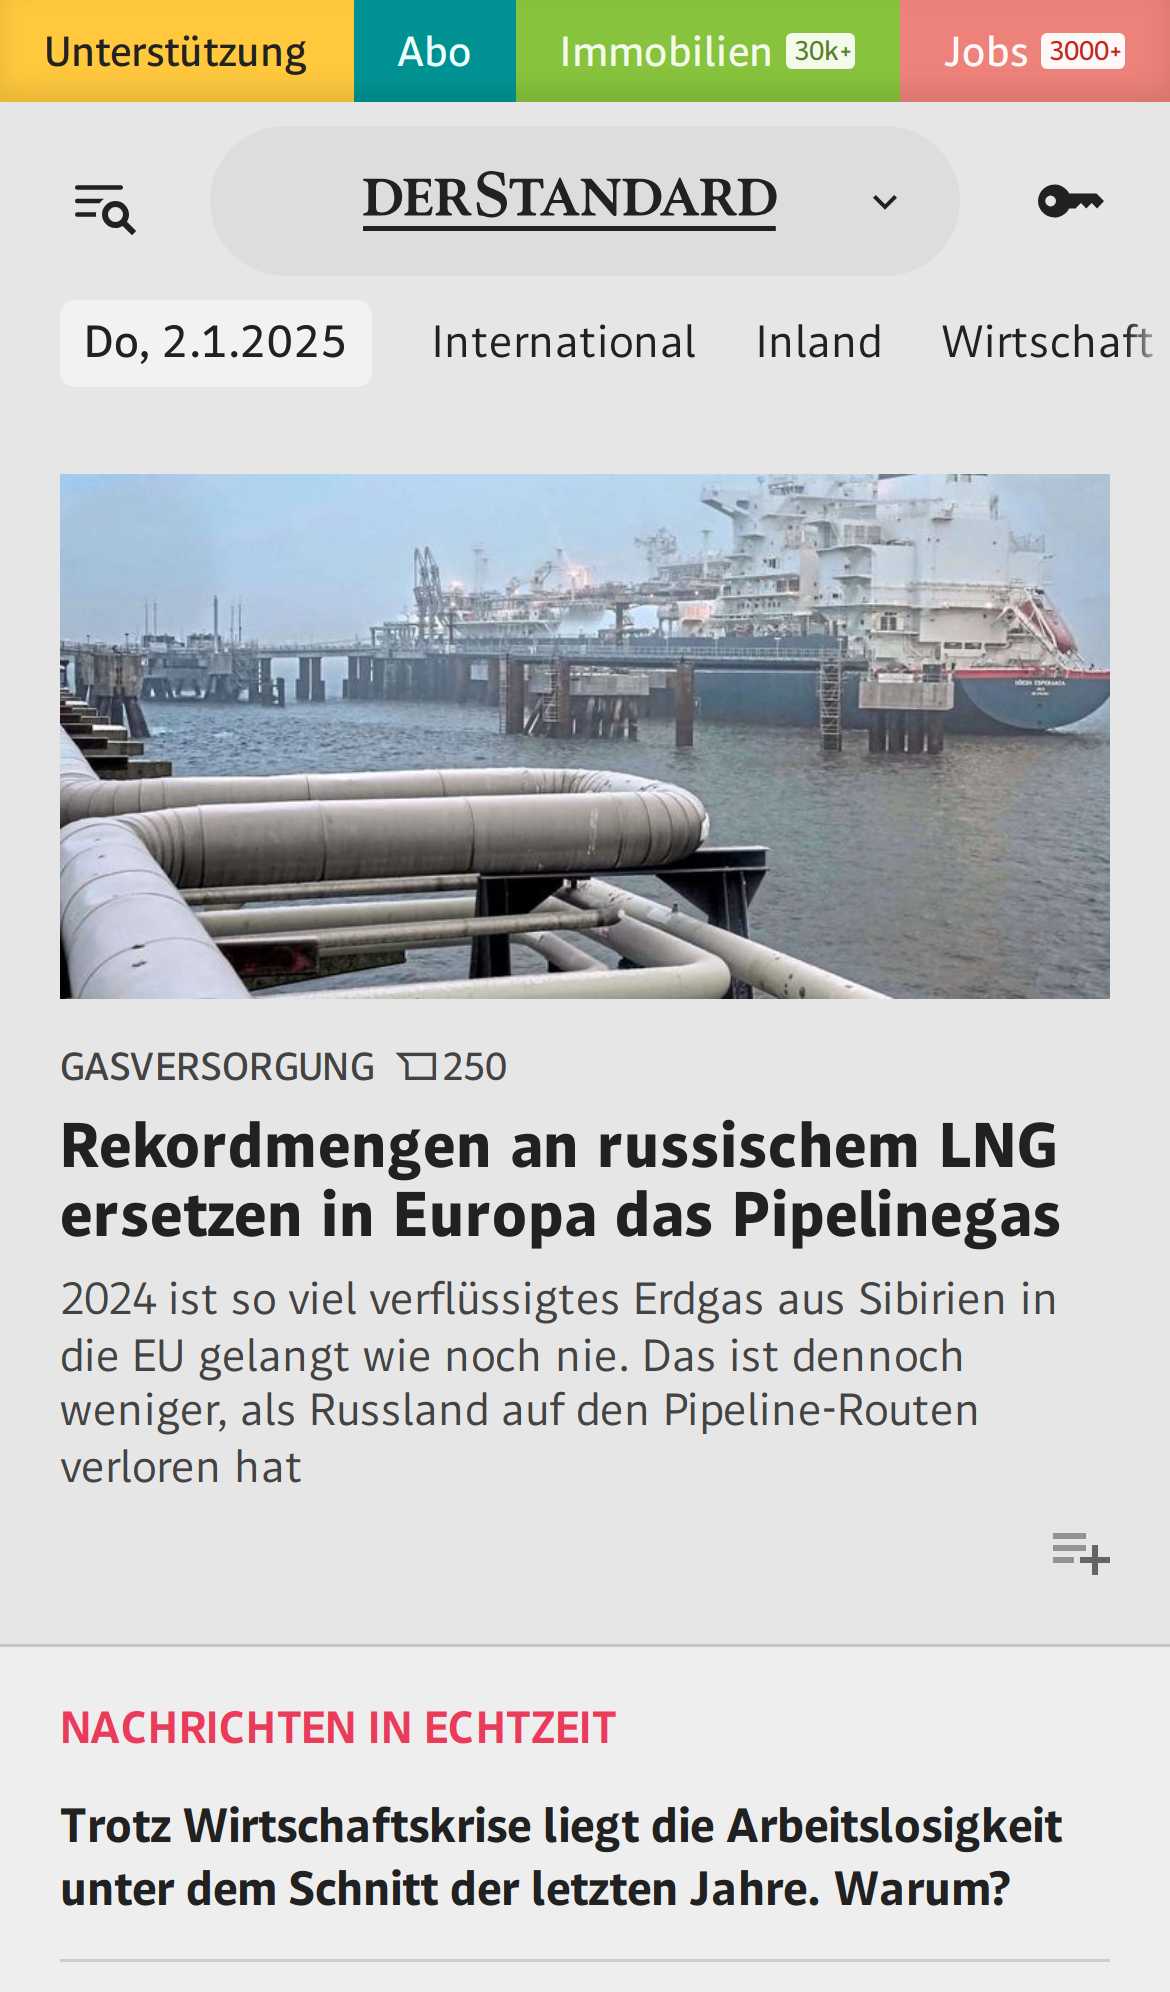 Unterstützung Abo Immobilien 30k+ Jobs 3000+
DERSTANDARD
Do, 2.1.2025 International Inland Wirtschaft
HÖEGH ESPERANZA
GASVERSORGUNG 250
Rekordmengen an russischem LNG
ersetzen in Europa das Pipelinegas
2024 ist so viel verflüssigtes Erdgas aus Sibirien in
die EU gelangt wie noch nie. Das ist dennoch
weniger, als Russland auf den Pipeline-Routen
verloren hat
NACHRICHTEN IN ECHTZEIT
Trotz Wirtschaftskrise liegt die Arbeitslosigkeit
unter dem Schnitt der letzten Jahre. Warum?